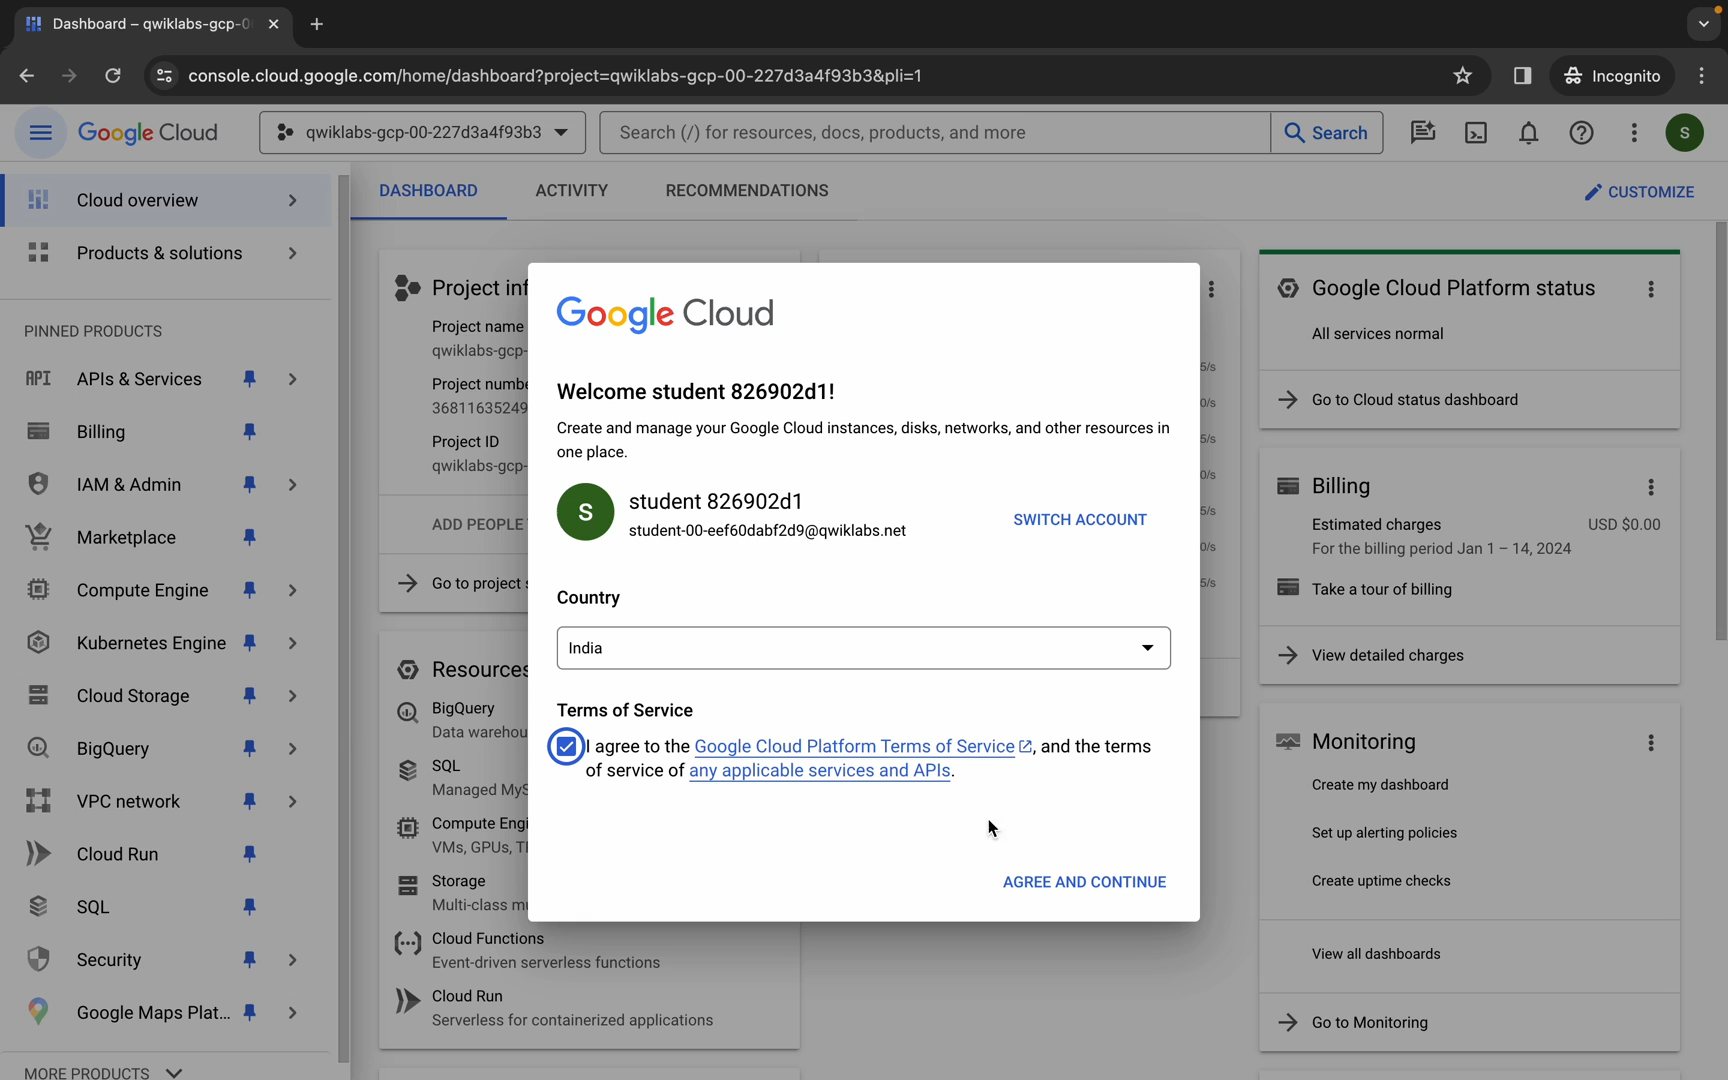 Dashboard – qwiklabs-gcp-0
console.cloud.google.com/home/dashboard?project=qwiklabs-gcp-00-227d3a4f93b3&pli=1
Incognito
Google Cloud
qwiklabs-gcp-00-227d3a4f93b3
Search (/) for resources, docs, products, and more
Search
S
Cloud overview
Products & solutions
PINNED PRODUCTS
API
APIs & Services
Billing
IAM & Admin
Marketplace
Compute Engine
Kubernetes Engine
Cloud Storage
BigQuery
VPC network
Cloud Run
SQL
Security
Google Maps Plat...
MORE PRODUCTS
DASHBOARD
ACTIVITY
RECOMMENDATIONS
CUSTOMIZE
Project inf
Project name
qwiklabs-gcp-
Project numbe
36811635249
Project ID
qwiklabs-gcp-
ADD PEOPLE
Go to project s
Resources
BigQuery
Data warehou
SQL
Managed MyS
Compute Engi
VMs, GPUs, T
Storage
Multi-class mu
Cloud Functions
Event-driven serverless functions
Cloud Run
Serverless for containerized applications
5/s
0/s
5/s
0/s
5/s
0/s
5/s
Google Cloud
Welcome student 826902d1!
Create and manage your Google Cloud instances, disks, networks, and other resources in
one place.
S
student 826902d1
student-00-eef60dabf2d9@qwiklabs.net
SWITCH ACCOUNT
Country
India
Terms of Service
I agree to the Google Cloud Platform Terms of Service, and the terms
of service of any applicable services and APIs.
AGREE AND CONTINUE
Google Cloud Platform status
All services normal
Go to Cloud status dashboard
Billing
Estimated charges
USD $0.00
For the billing period Jan 1 – 14, 2024
Take a tour of billing
View detailed charges
Monitoring
Create my dashboard
Set up alerting policies
Create uptime checks
View all dashboards
Go to Monitoring